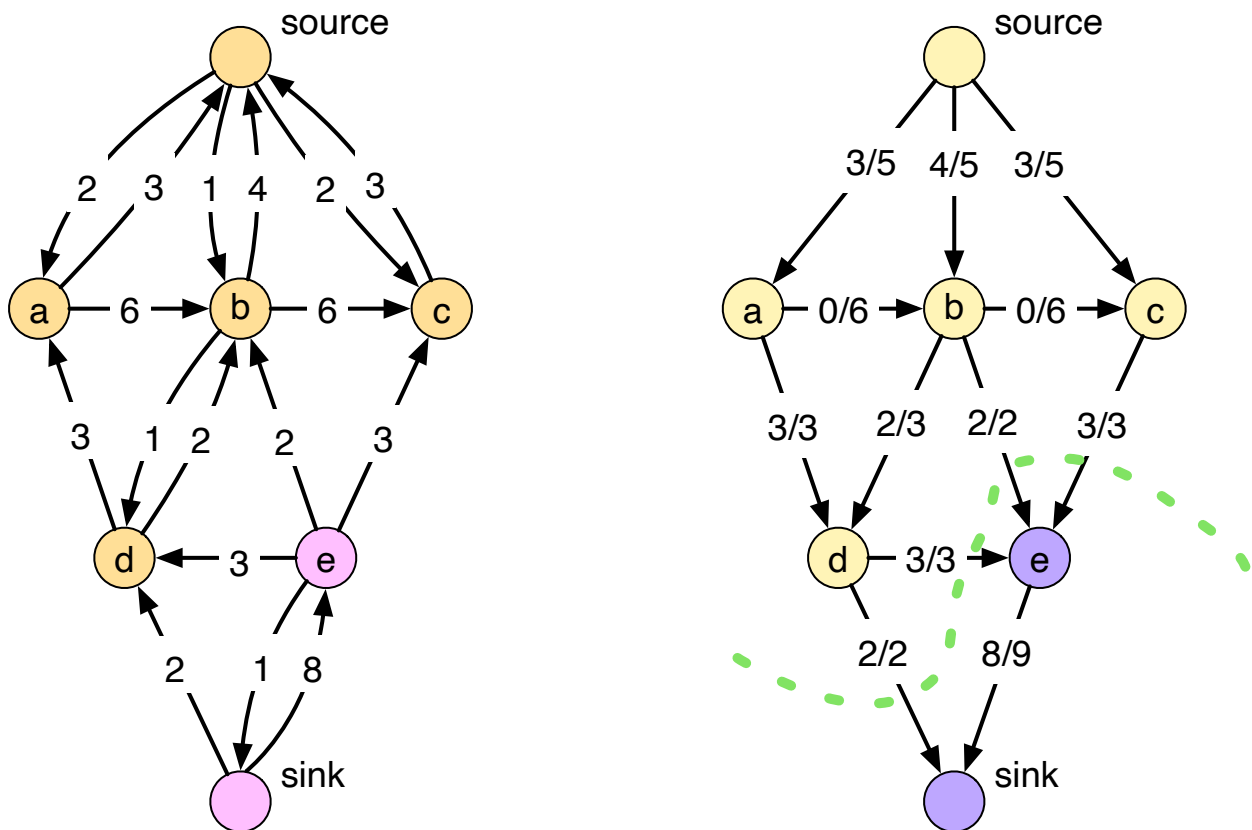 source source
3/5 4/5 3/5
2 3 1 4 2 3
a 6 b 6 c a 0/6 b 0/6 c
3 1 2 2 3 3/3 2/3 2/2 3/3
d 3 e d 3/3 e
2 1 8 2/2 8/9
sink sink